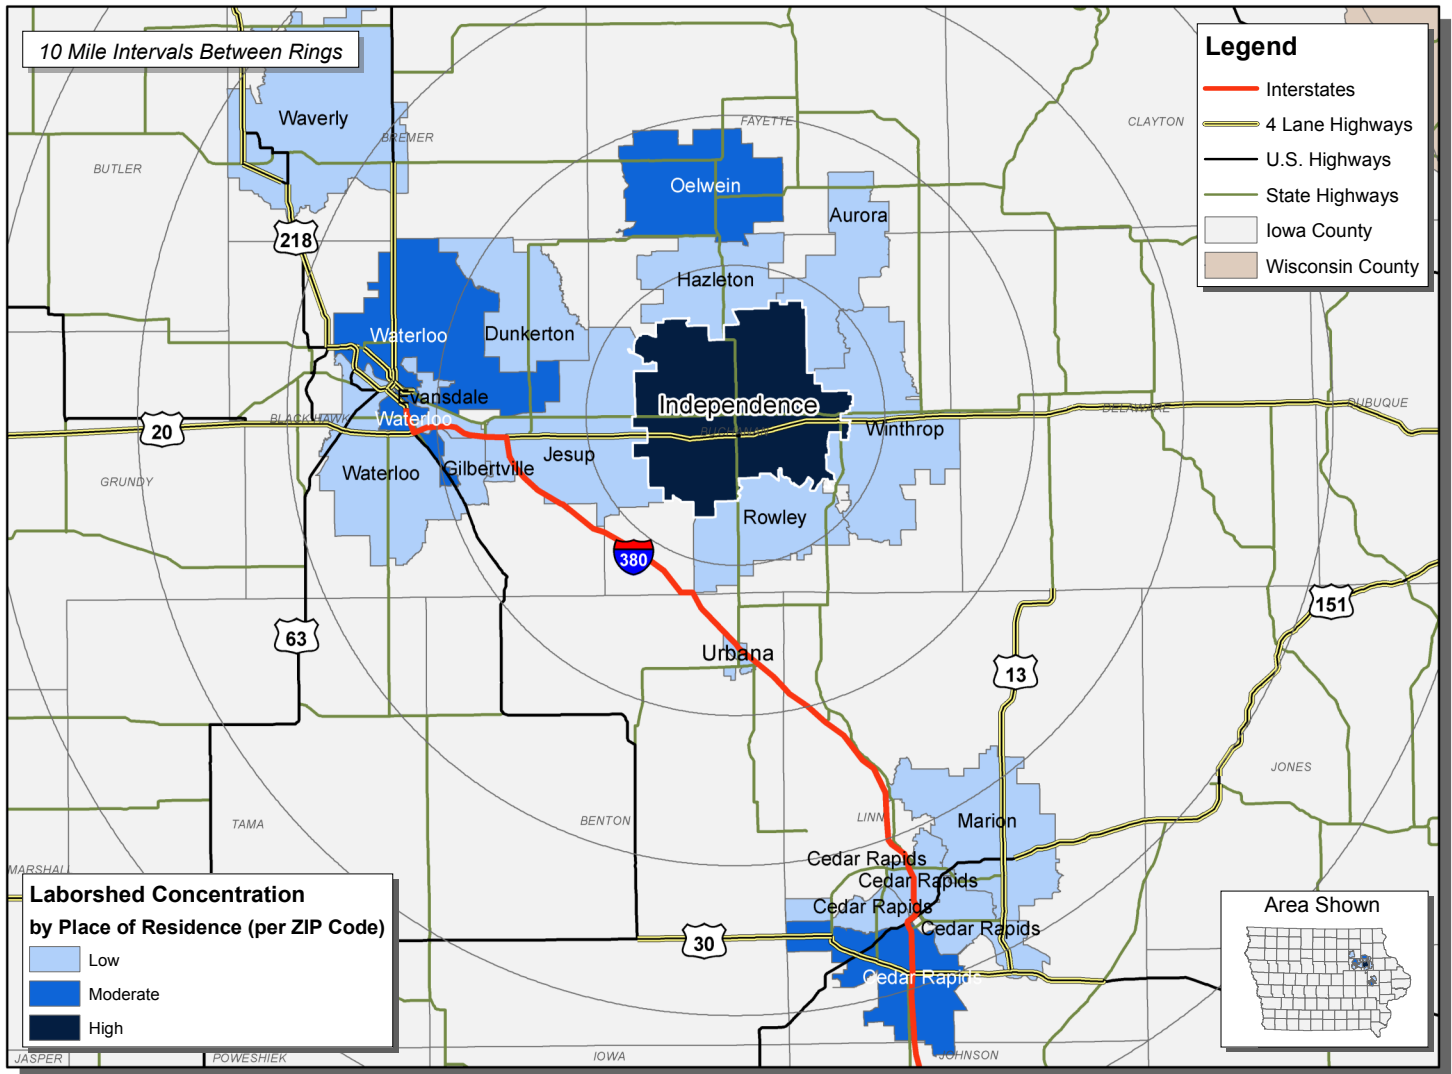 10 Mile Intervals Between Rings
Legend
Interstates
4 Lane Highways
U.S. Highways
State Highways
Iowa County
Wisconsin County
Waverly
BREMER
FAYETTE
CLAYTON
BUTLER
Oelwein
Aurora
218
Hazleton
Waterloo
Dunkerton
Evansdale
Independence
Waterloo
BLACK HAWK
DELAWARE
DUBUQUE
20
BUCHANAN
Winthrop
Jesup
Gilbertville
Waterloo
GRUNDY
Rowley
380
151
63
Urbana
13
JONES
TAMA
BENTON
LINN
Marion
Cedar Rapids
MARSHALL
Cedar Rapids
Cedar Rapids
Cedar Rapids
30
Cedar Rapids
Laborshed Concentration
by Place of Residence (per ZIP Code)
Low
Moderate
High
Area Shown
JASPER
POWESHIEK
IOWA
JOHNSON